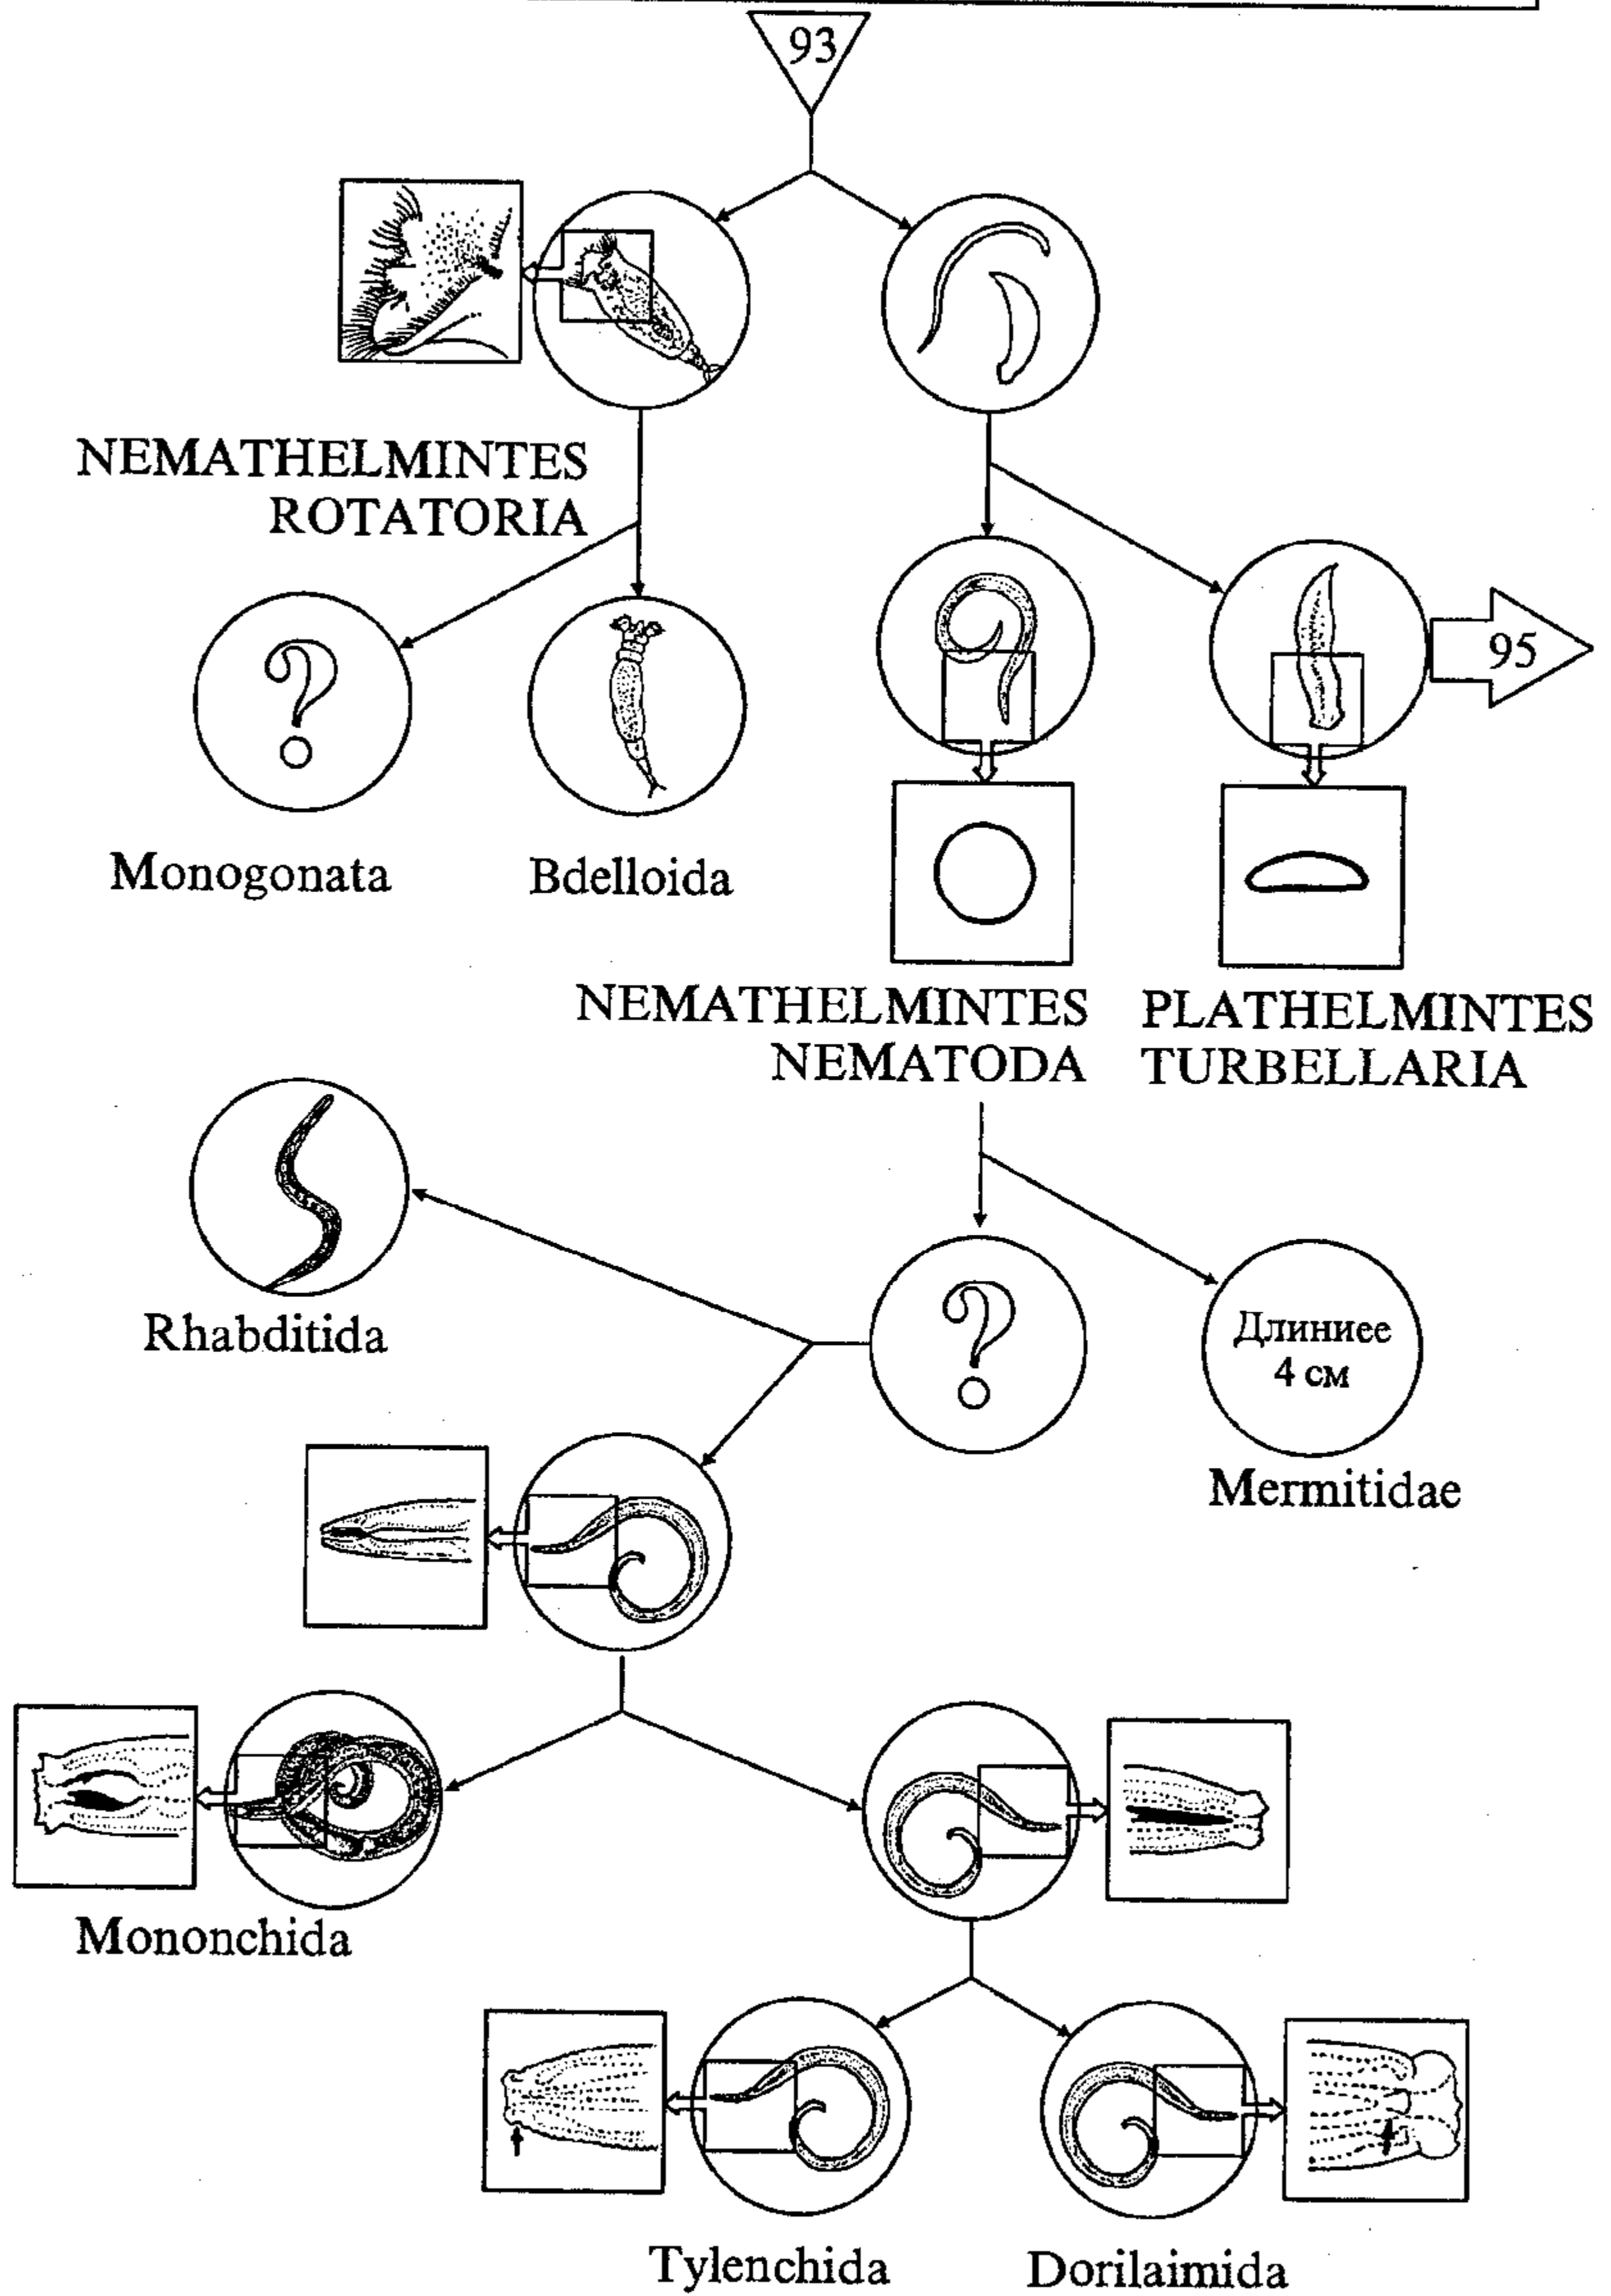 93
NEMATHELMINTES
ROTATORIA
?
95
Monogonata
Bdelloida
NEMATHELMINTES
NEMATODA
PLATHELMINTES
TURBELLARIA
Rhabditida
?
Длиниее
4 см
Mermitidae
Mononchida
Tylenchida
Dorilaimida